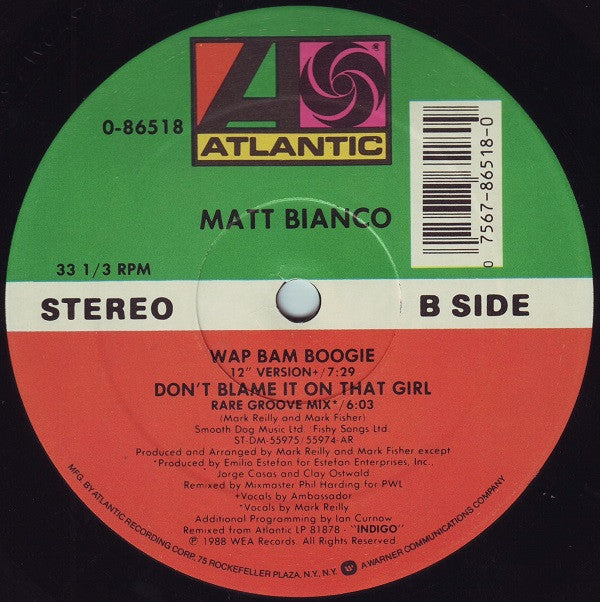 0-86518
ATLANTIC
MATT BIANCO
0 7567-86518-0
33 1/3 RPM
STEREO
B SIDE
WAP BAM BOOGIE
12" VERSION+/7:29
DON'T BLAME IT ON THAT GIRL
RARE GROOVE MIX*/6:03
(Mark Reilly and Mark Fisher)
Smooth Dog Music Ltd./Fishy Songs Ltd.
ST-DM-55975/55974-AR
Produced and Arranged by Mark Reilly and Mark Fisher except
*Produced by Emilio Estefan for Estefan Enterprises, Inc.,
Jorge Casas and Clay Ostwald
Remixed by Mixmaster Phil Harding for PWL
+Vocals by Ambassador
*Vocals by Mark Reilly
Additional Programming by Ian Curnow
Remixed from Atlantic LP 81878 - "INDIGO"
℗ 1988 WEA Records. All Rights Reserved.
MFG. BY ATLANTIC RECORDING CORP. 75 ROCKEFELLER PLAZA, N.Y., N.Y. A WARNER COMMUNICATIONS COMPANY